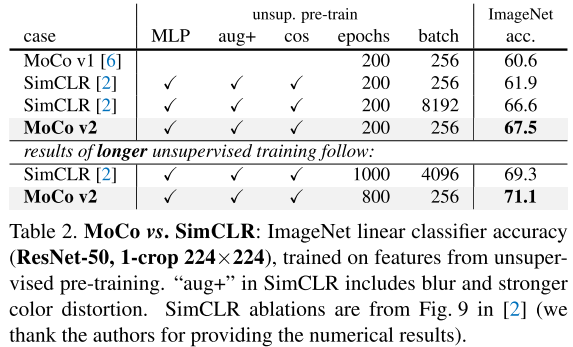 unsup. pre-train ImageNet
case MLP aug+ cos epochs batch acc.
MoCo v1 [6] 200 256 60.6
SimCLR [2] ✓ ✓ ✓ 200 256 61.9
SimCLR [2] ✓ ✓ ✓ 200 8192 66.6
MoCo v2 ✓ ✓ ✓ 200 256 67.5
results of longer unsupervised training follow:
SimCLR [2] ✓ ✓ ✓ 1000 4096 69.3
MoCo v2 ✓ ✓ ✓ 800 256 71.1
Table 2. MoCo vs. SimCLR: ImageNet linear classifier accuracy
(ResNet-50, 1-crop 224×224), trained on features from unsuper-
vised pre-training. “aug+” in SimCLR includes blur and stronger
color distortion. SimCLR ablations are from Fig. 9 in [2] (we
thank the authors for providing the numerical results).